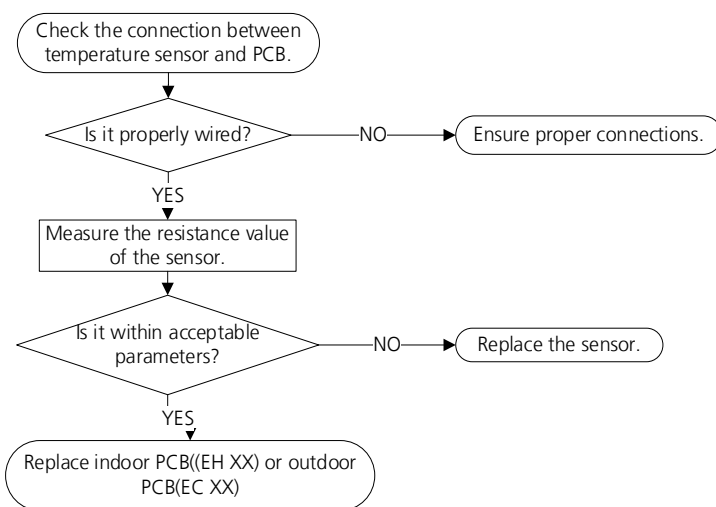 Check the connection between
temperature sensor and PCB.
Is it properly wired?
NO
Ensure proper connections.
YES
Measure the resistance value
of the sensor.
Is it within acceptable
parameters?
NO
Replace the sensor.
YES
Replace indoor PCB((EH XX) or outdoor
PCB(EC XX)